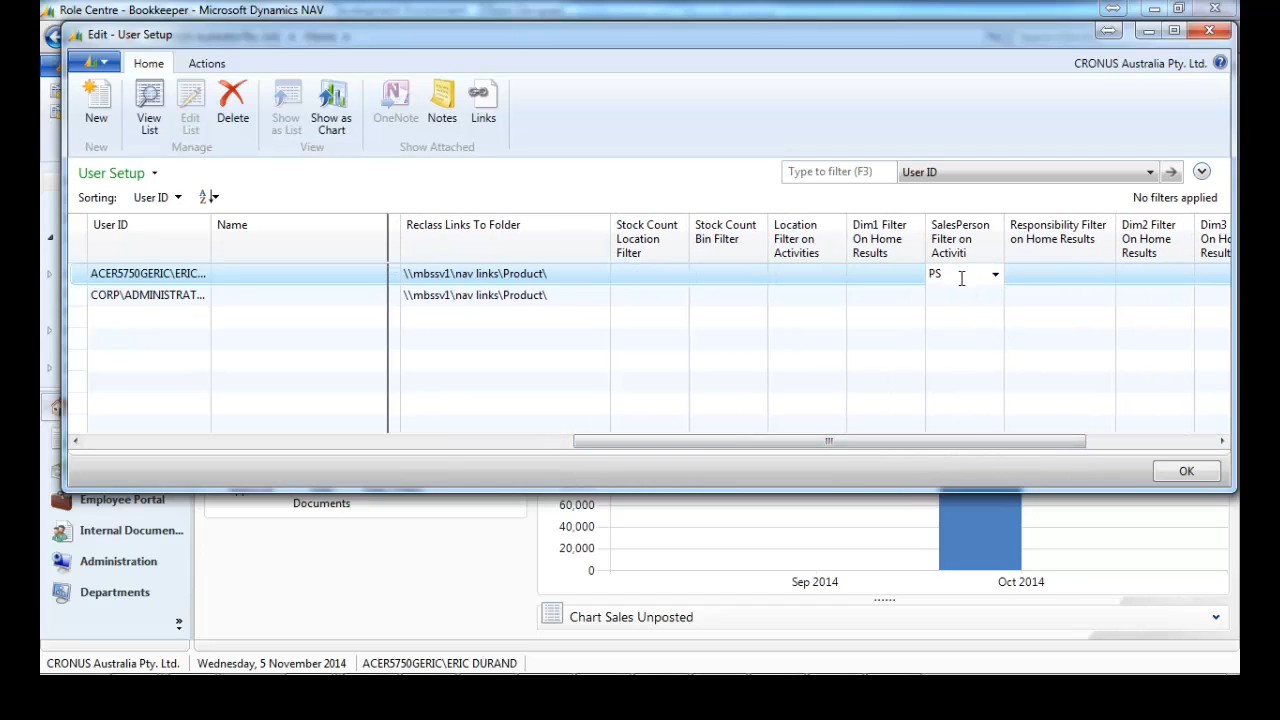 Role Centre - Bookkeeper - Microsoft Dynamics NAV
Edit - User Setup
Home
Actions
CRONUS Australia Pty. Ltd.
New
View List
Edit List
Delete
Show as List
Show as Chart
OneNote
Notes
Links
New
Manage
View
Show Attached
User Setup
Type to filter (F3)
User ID
Sorting:
User ID
No filters applied
User ID
Name
Reclass Links To Folder
Stock Count
Location
Filter
Stock Count
Bin Filter
Location
Filter on
Activities
Dim1 Filter
On Home
Results
SalesPerson
Filter on
Activiti
Responsibility Filter
on Home Results
Dim2 Filter
On Home
Results
Dim3
On Ho
Result
ACER5750GERIC\ERIC...
\\mbssv1\nav links\Product\
PS
CORP\ADMINISTRAT...
\\mbssv1\nav links\Product\
OK
Employee Portal
Internal Documen...
Administration
Departments
Documents
60,000
40,000
20,000
0
Sep 2014
Oct 2014
Chart Sales Unposted
CRONUS Australia Pty. Ltd.
Wednesday, 5 November 2014
ACER5750GERIC\ERIC DURAND